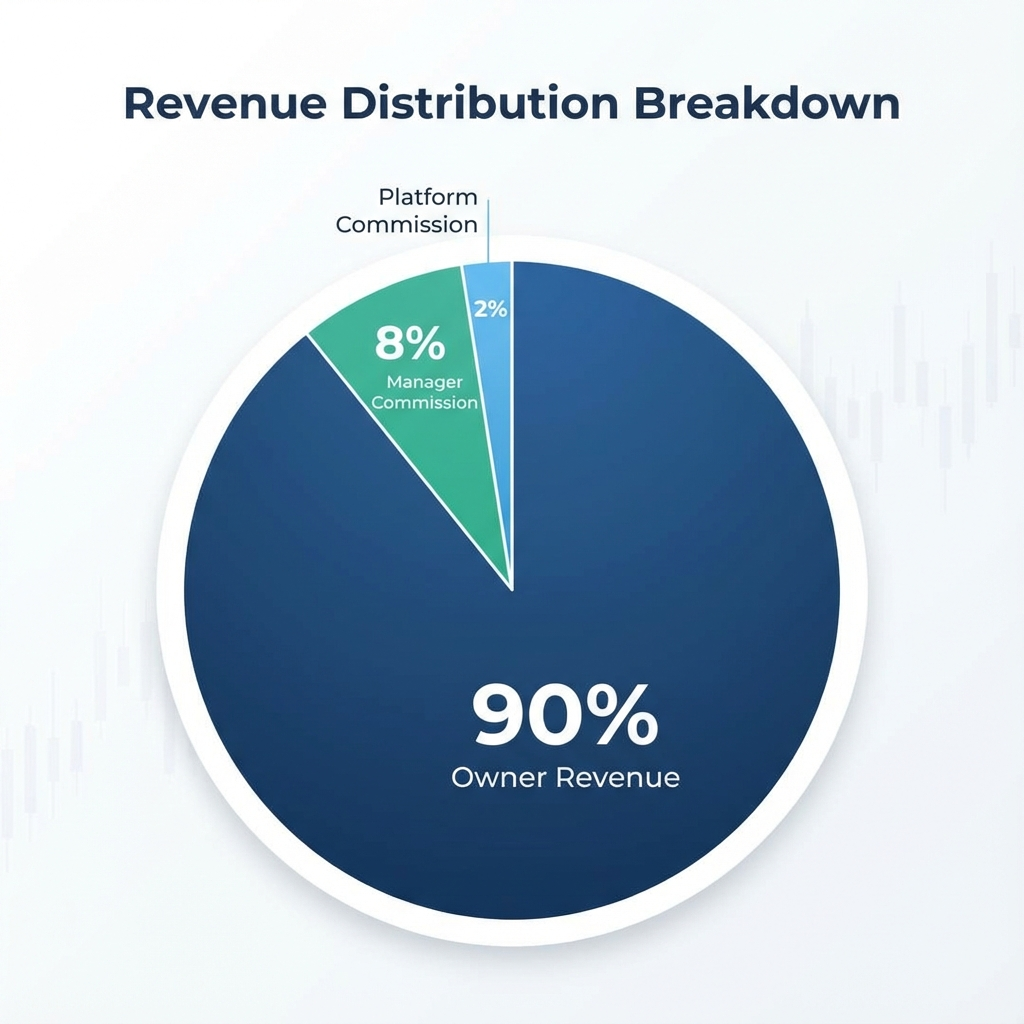 Revenue Distribution Breakdown
Platform
Commission
2%
8%
Manager
Commission
90%
Owner Revenue